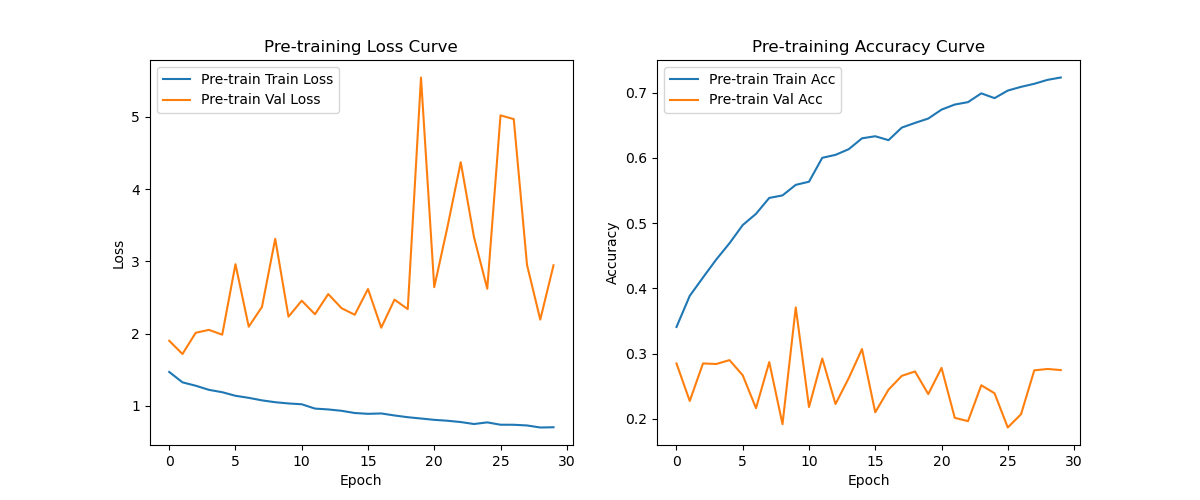 Pre-training Loss Curve
Pre-train Train Loss
Pre-train Val Loss
Loss
5
4
3
2
1
0 5 10 15 20 25 30
Epoch
Pre-training Accuracy Curve
Pre-train Train Acc
Pre-train Val Acc
Accuracy
0.7
0.6
0.5
0.4
0.3
0.2
0 5 10 15 20 25 30
Epoch